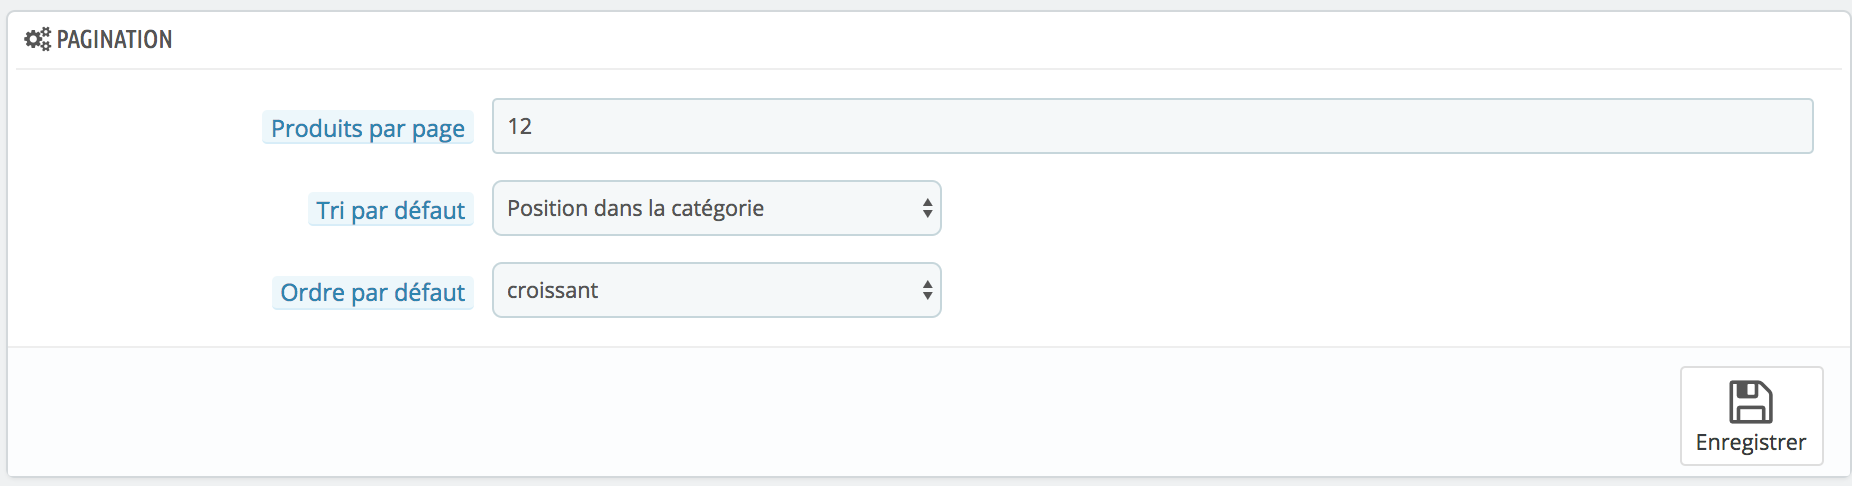 PAGINATION
Produits par page 12
Tri par défaut Position dans la catégorie
Ordre par défaut croissant
Enregistrer